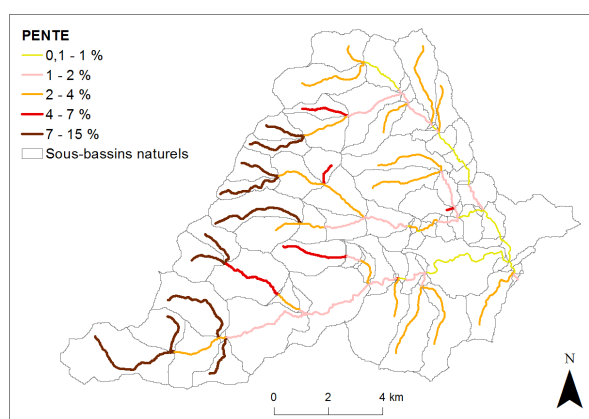 PENTE
0,1 - 1 %
1 - 2 %
2 - 4 %
4 - 7 %
7 - 15 %
Sous-bassins naturels
N
0 2 4 km